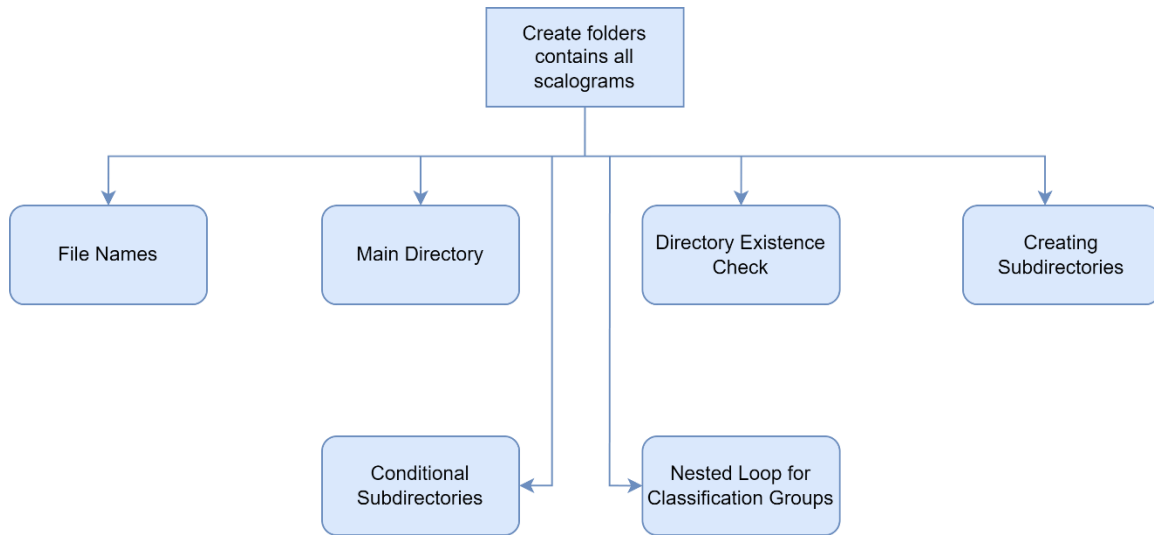 Create folders
contains all
scalograms
File Names
Main Directory
Directory Existence
Check
Creating
Subdirectories
Conditional
Subdirectories
Nested Loop for
Classification Groups